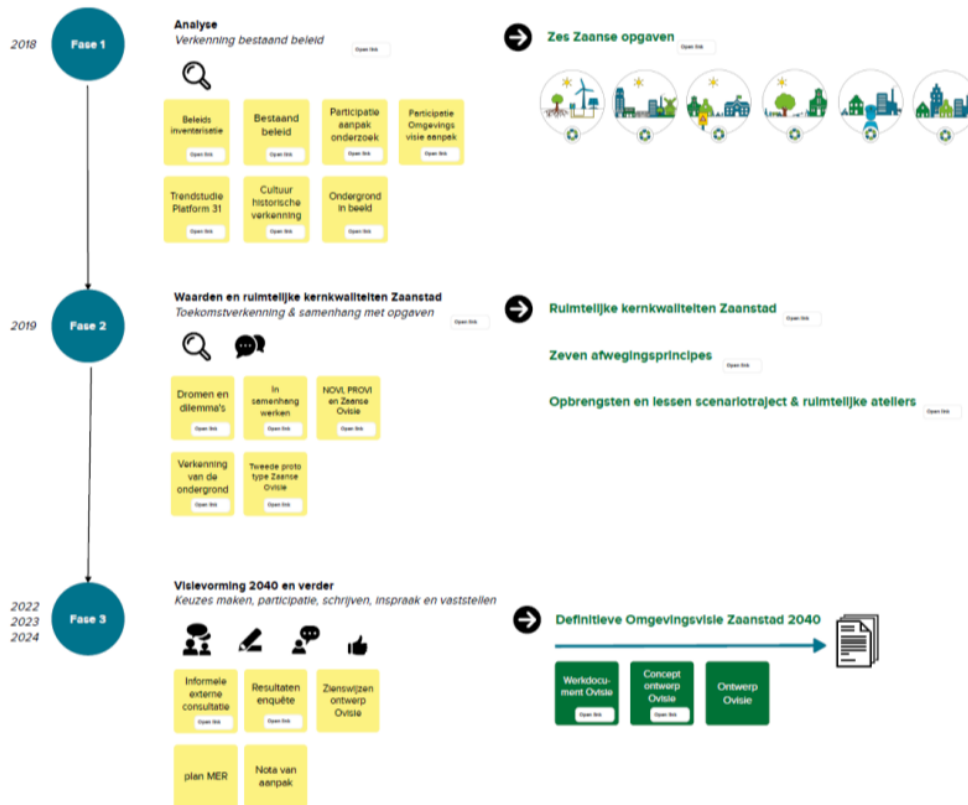 2018
Fase 1
Analyse
Verkenning bestaand beleid
Open link
Zes Zaanse opgaven
Open link
Beleids
inventarisatie
Open link
Bestaand
beleid
Open link
Participatie
aanpak
onderzoek
Open link
Participatie
Omgevings
visie aanpak
Open link
Trendstudie
Platform 31
Open link
Cultuur
historische
verkenning
Open link
Ondergrond
in beeld
Open link
2019
Fase 2
Waarden en ruimtelijke kernkwaliteiten Zaanstad
Toekomstverkenning & samenhang met opgaven
Open link
Ruimtelijke kernkwaliteiten Zaanstad
Open link
Zeven afwegingsprincipes
Open link
Opbrengsten en lessen scenariotraject & ruimtelijke ateliers
Open link
Dromen en
dilemma's
Open link
In
samenhang
werken
Open link
NOVI, PROVI
en Zaanse
Ovisie
Open link
Verkenning
van de
ondergrond
Open link
Tweede proto
type Zaanse
Ovisie
Open link
2022
2023
2024
Fase 3
Visievorming 2040 en verder
Keuzes maken, participatie, schrijven, inspraak en vaststellen
Definitieve Omgevingsvisie Zaanstad 2040
Informele
externe
consultatie
Open link
Resultaten
enquête
Open link
Zienswijzen
ontwerp
Ovisie
Werkdocu-
ment Ovisie
Open link
Concept
ontwerp
Ovisie
Open link
Ontwerp
Ovisie
plan MER
Nota van
aanpak